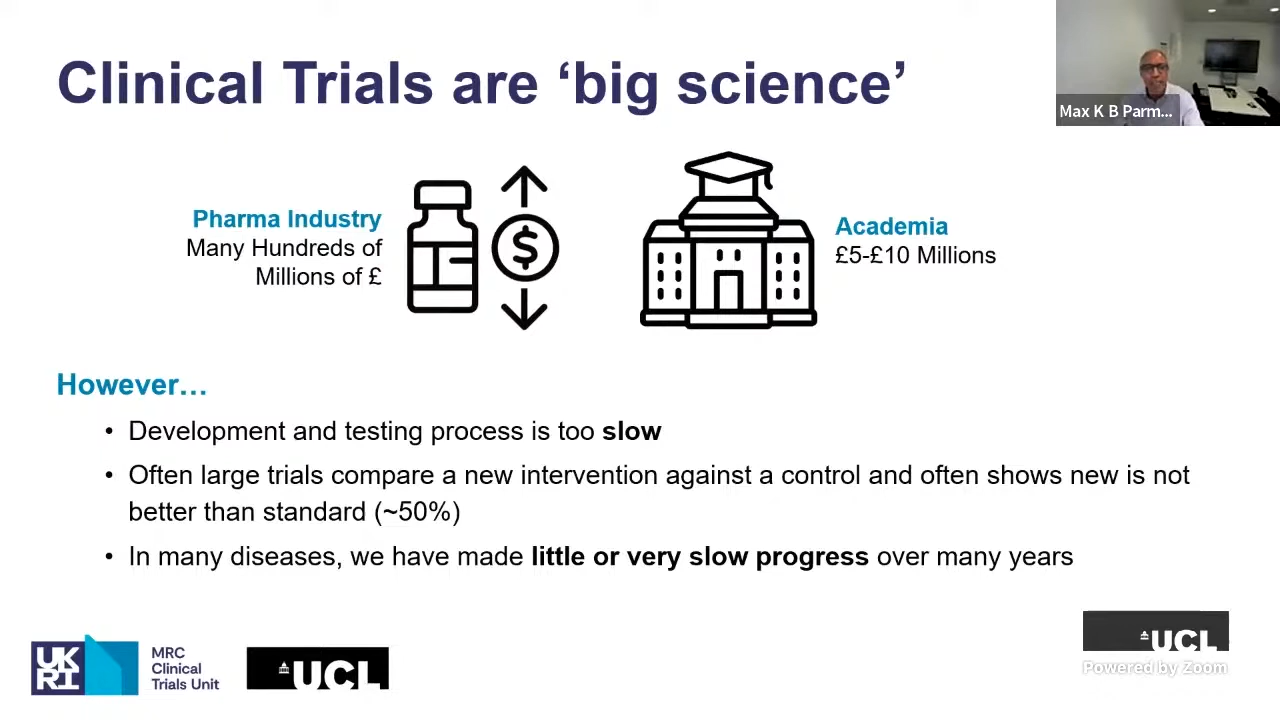 Clinical Trials are ‘big science’
Max K B Parm...
Pharma Industry
Many Hundreds of
Millions of £
$
Academia
£5-£10 Millions
However…
• Development and testing process is too slow
• Often large trials compare a new intervention against a control and often shows new is not
better than standard (~50%)
• In many diseases, we have made little or very slow progress over many years
UK
RI
MRC
Clinical
Trials Unit
UCL
UCL
Powered by Zoom